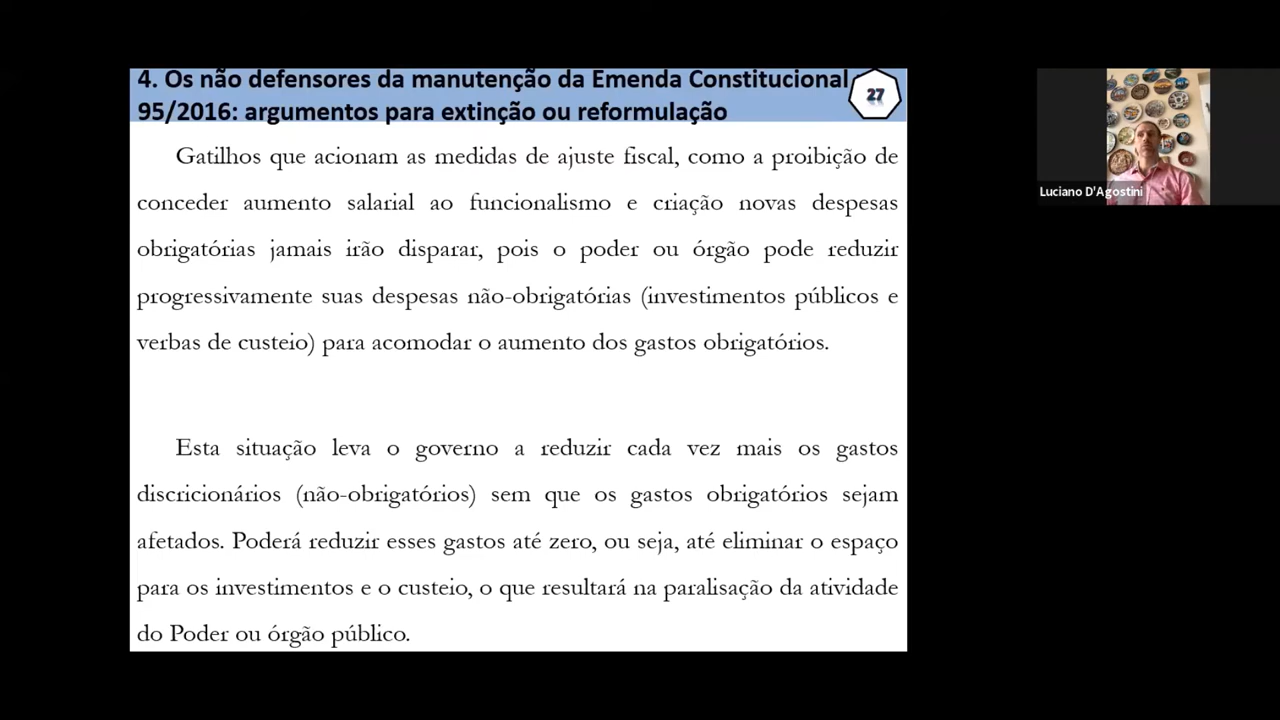 4. Os não defensores da manutenção da Emenda Constitucional
95/2016: argumentos para extinção ou reformulação
27
Gatilhos que acionam as medidas de ajuste fiscal, como a proibição de
conceder aumento salarial ao funcionalismo e criação novas despesas
obrigatórias jamais irão disparar, pois o poder ou órgão pode reduzir
progressivamente suas despesas não-obrigatórias (investimentos públicos e
verbas de custeio) para acomodar o aumento dos gastos obrigatórios.
Esta situação leva o governo a reduzir cada vez mais os gastos
discricionários (não-obrigatórios) sem que os gastos obrigatórios sejam
afetados. Poderá reduzir esses gastos até zero, ou seja, até eliminar o espaço
para os investimentos e o custeio, o que resultará na paralisação da atividade
do Poder ou órgão público.
Luciano D'Agostini